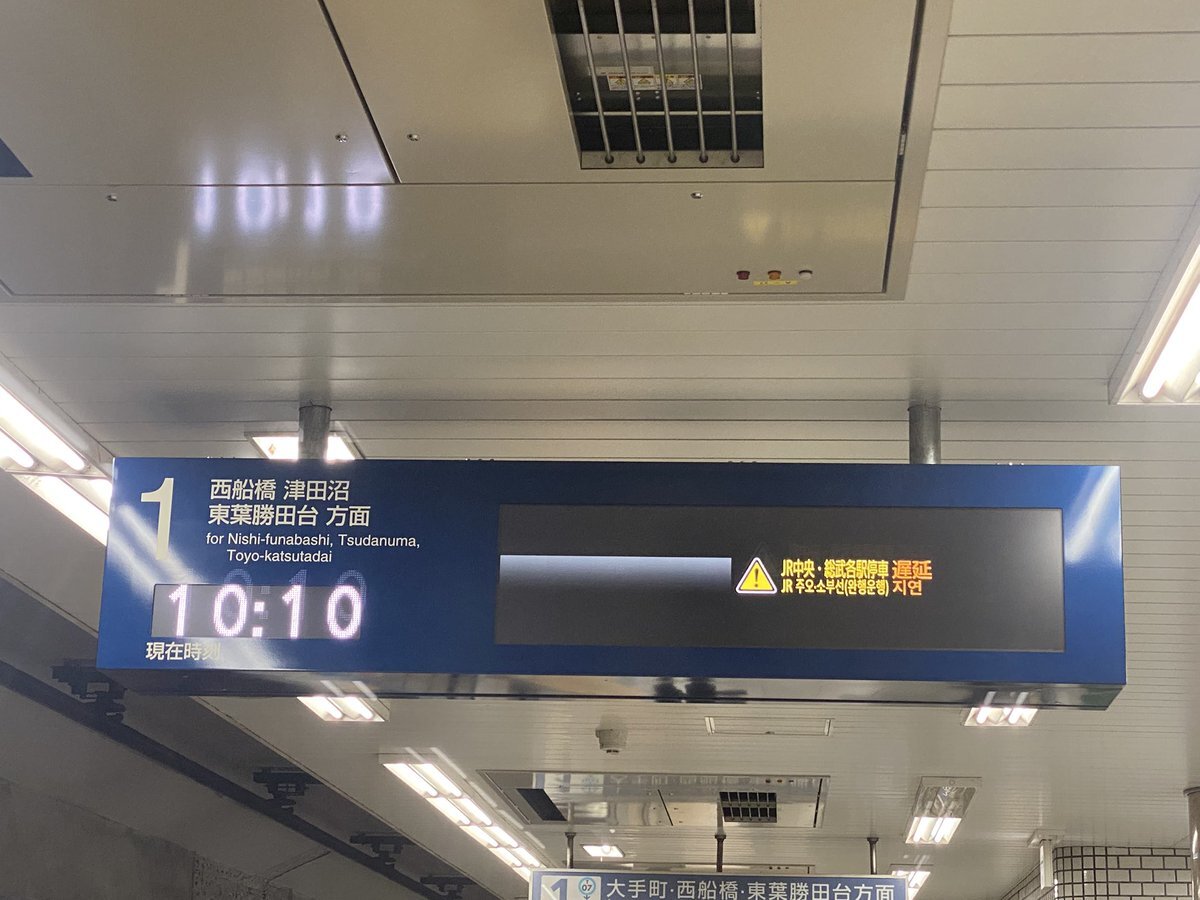 1
西船橋 津田沼
東葉勝田台 方面
for Nishi-funabashi, Tsudanuma,
Toyo-katsutadai
10:10
現在時刻
JR中央・総武各駅停車 遅延
JR 주오·소부선(완행운행) 지연
1 07 大手町・西船橋・東葉勝田台方面